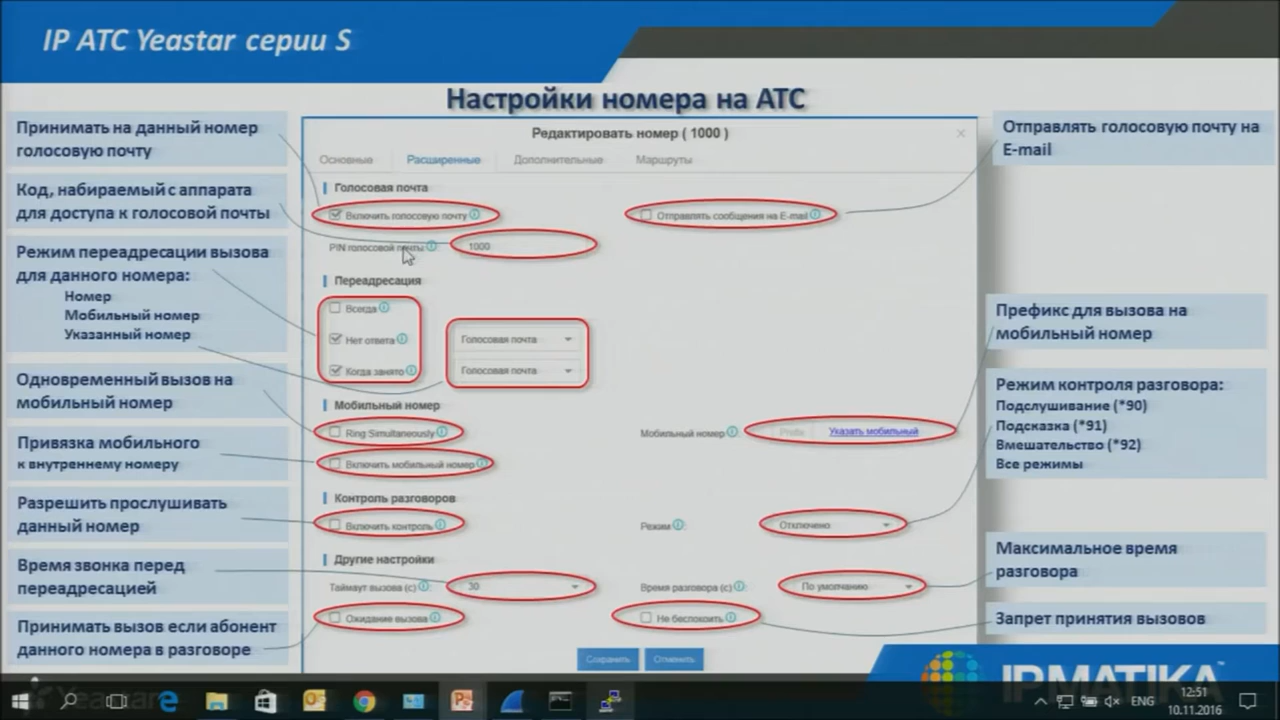 IP АТС Yeastar серии S
Настройки номера на АТС
Принимать на данный номер
голосовую почту
Код, набираемый с аппарата
для доступа к голосовой почты
Режим переадресации вызова
для данного номера:
Номер
Мобильный номер
Указанный номер
Одновременный вызов на
мобильный номер
Привязка мобильного
к внутреннему номеру
Разрешить прослушивать
данный номер
Время звонка перед
переадресацией
Принимать вызов если абонент
данного номера в разговоре
Редактировать номер ( 1000 )
Основные Расширенные Дополнительные Маршруты
Голосовая почта
Включить голосовую почту Отправлять сообщения на E-mail
PIN голосовой почты 1000
Переадресация
Всегда
Нет ответа Голосовая почта
Когда занято Голосовая почта
Мобильный номер
Ring Simultaneously Мобильный номер Prefix Указать мобильный
Включить мобильный номер
Контроль разговоров
Включить контроль Режим Отключено
Другие настройки
Таймаут вызова (с) 30 Время разговора (с) По умолчанию
Ожидание вызова Не беспокоить
Сохранить Отменить
Отправлять голосовую почту на
E-mail
Префикс для вызова на
мобильный номер
Режим контроля разговора:
Подслушивание (*90)
Подсказка (*91)
Вмешательство (*92)
Все режимы
Максимальное время
разговора
Запрет принятия вызовов
IPMATIKA™
Yeastar
ENG
12:51
10.11.2016